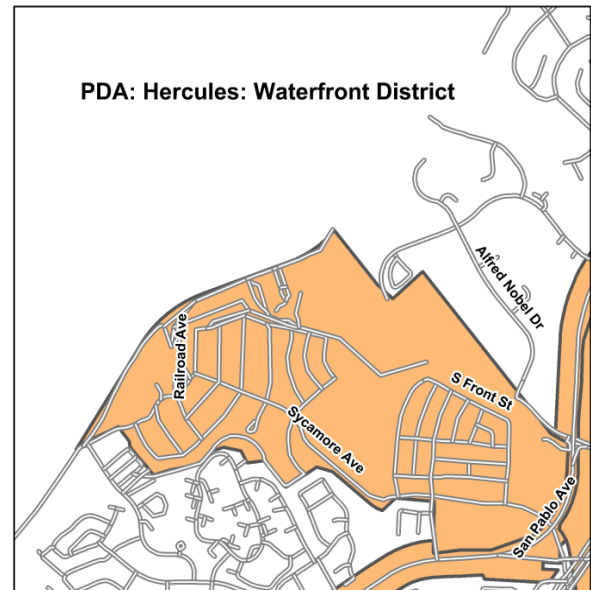 PDA: Hercules: Waterfront District
Alfred Nobel Dr
Railroad Ave
S Front St
Sycamore Ave
San Pablo Ave